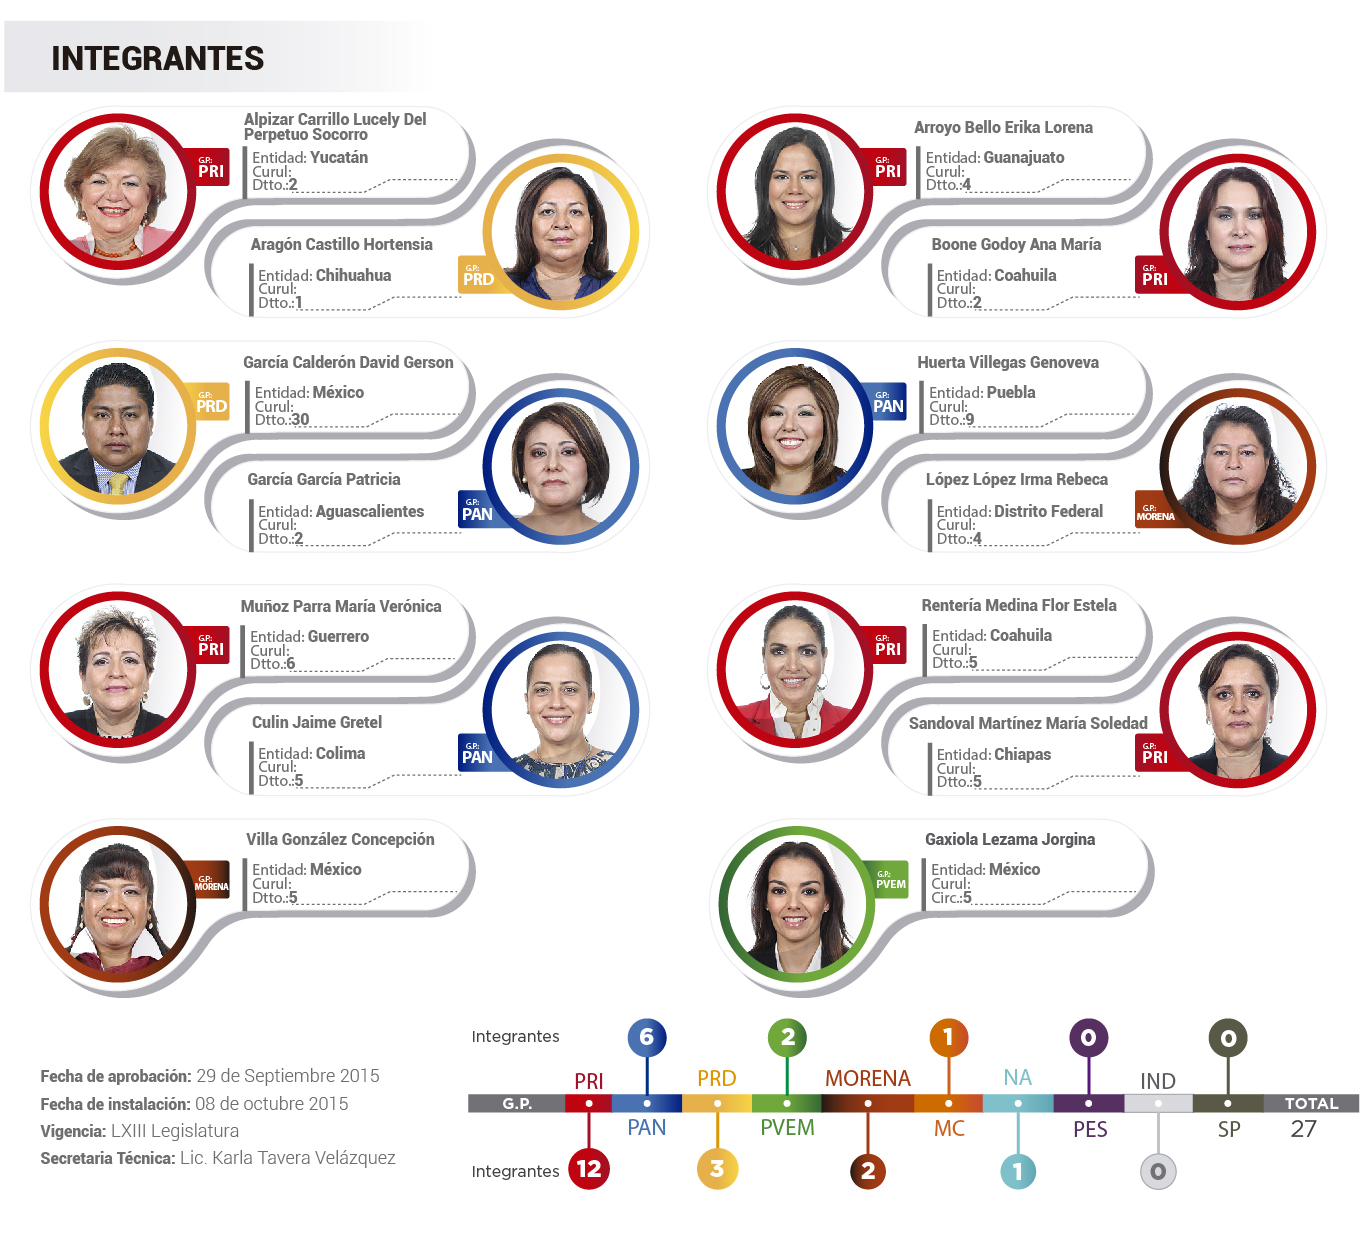 INTEGRANTES
Alpizar Carrillo Lucely Del
Perpetuo Socorro
G.P.:
PRI
Entidad: Yucatán
Curul:
Dtto.:2
Aragón Castillo Hortensia
Entidad: Chihuahua
Curul:
Dtto.:1
G.P.:
PRD
Arroyo Bello Erika Lorena
G.P.:
PRI
Entidad: Guanajuato
Curul:
Dtto.:4
Boone Godoy Ana María
Entidad: Coahuila
Curul:
Dtto.:2
G.P.:
PRI
García Calderón David Gerson
G.P.:
PRD
Entidad: México
Curul:
Dtto.:30
García García Patricia
Entidad: Aguascalientes
Curul:
Dtto.:2
G.P.:
PAN
Huerta Villegas Genoveva
G.P.:
PAN
Entidad: Puebla
Curul:
Dtto.:9
López López Irma Rebeca
Entidad: Distrito Federal
Curul:
Dtto.:4
G.P.:
MORENA
Muñoz Parra María Verónica
G.P.:
PRI
Entidad: Guerrero
Curul:
Dtto.:6
Culin Jaime Gretel
Entidad: Colima
Curul:
Dtto.:5
G.P.:
PAN
Rentería Medina Flor Estela
G.P.:
PRI
Entidad: Coahuila
Curul:
Dtto.:5
Sandoval Martínez María Soledad
Entidad: Chiapas
Curul:
Dtto.:5
G.P.:
PRI
Villa González Concepción
G.P.:
MORENA
Entidad: México
Curul:
Dtto.:5
Gaxiola Lezama Jorgina
G.P.:
PVEM
Entidad: México
Curul:
Circ.:5
Fecha de aprobación: 29 de Septiembre 2015
Fecha de instalación: 08 de octubre 2015
Vigencia: LXIII Legislatura
Secretaria Técnica: Lic. Karla Tavera Velázquez
Integrantes 6 2 1 0 0
PRI PRD MORENA NA IND
G.P. TOTAL
PAN PVEM MC PES SP 27
Integrantes 12 3 2 1 0